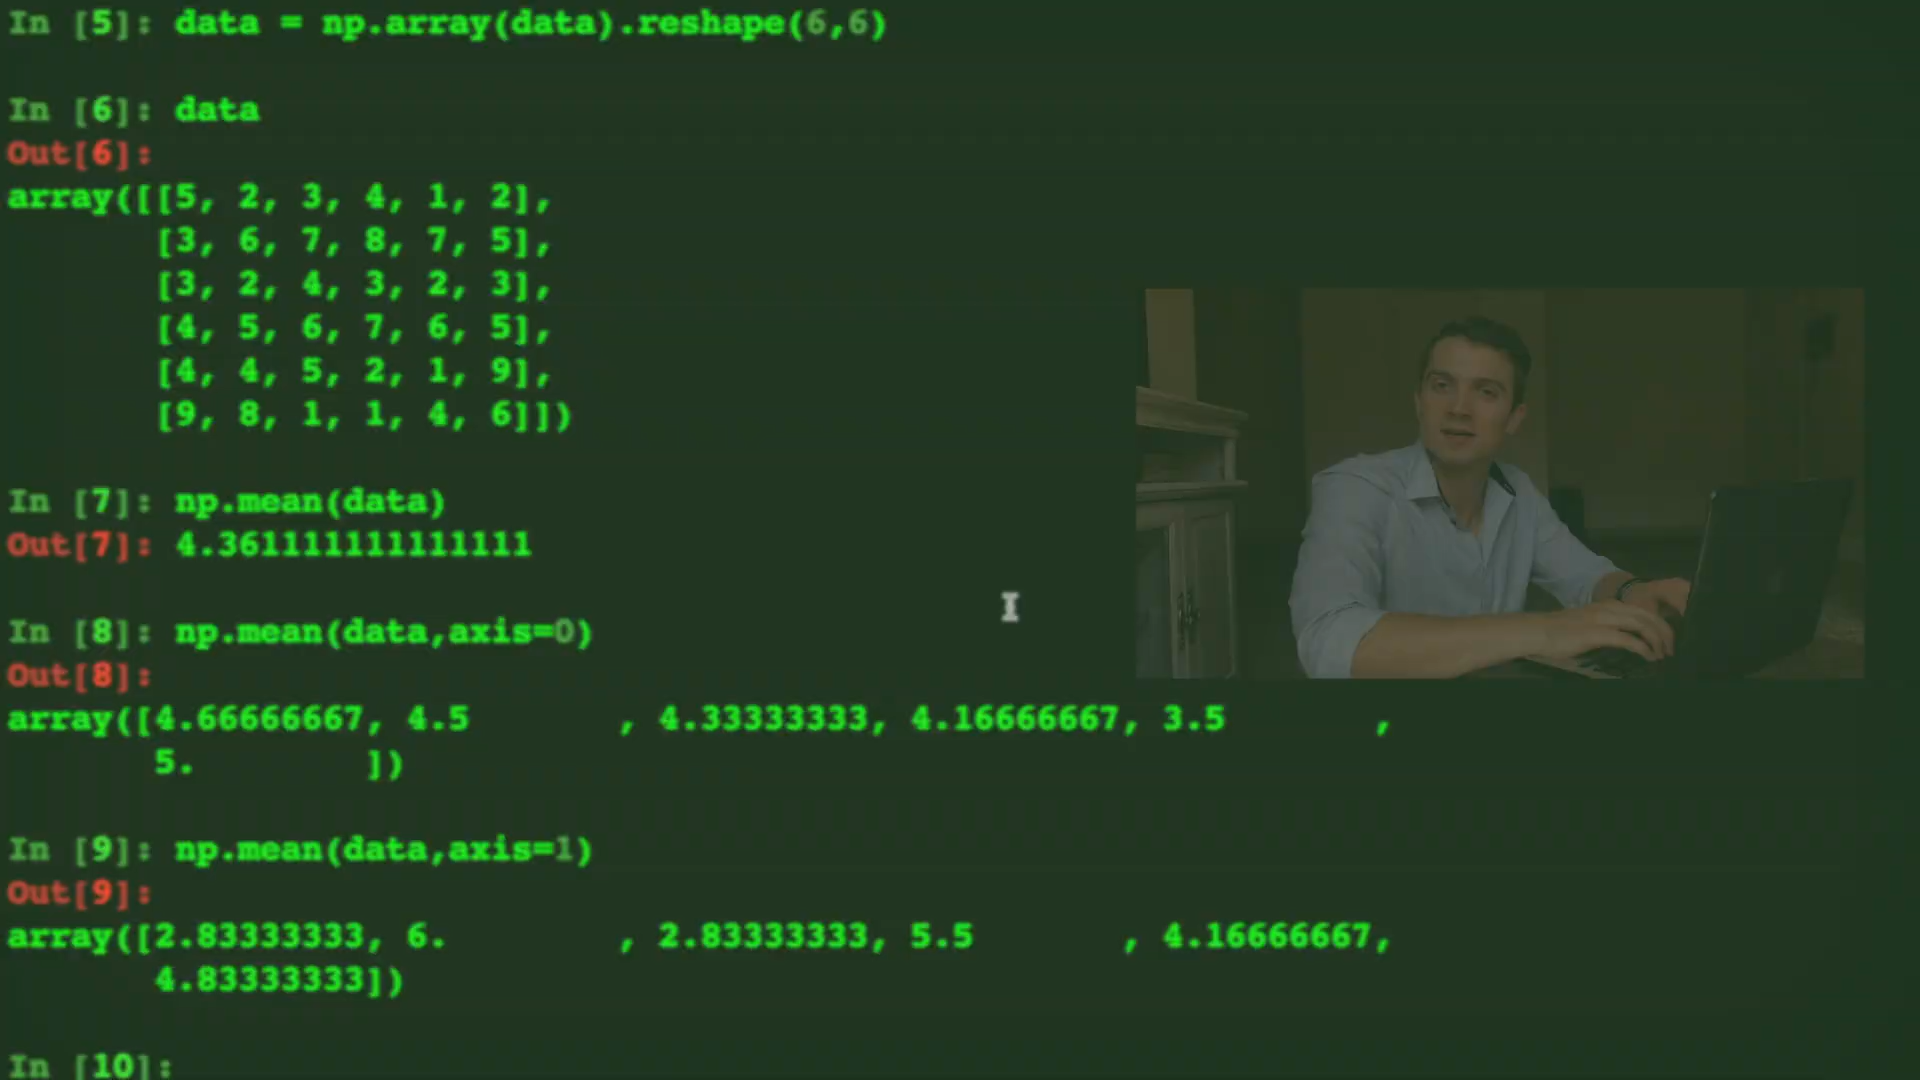 In [5]: data = np.array(data).reshape(6,6)
In [6]: data
Out[6]:
array([[5, 2, 3, 4, 1, 2],
[3, 6, 7, 8, 7, 5],
[3, 2, 4, 3, 2, 3],
[4, 5, 6, 7, 6, 5],
[4, 4, 5, 2, 1, 9],
[9, 8, 1, 1, 4, 6]])
In [7]: np.mean(data)
Out[7]: 4.361111111111111
In [8]: np.mean(data,axis=0)
Out[8]:
array([4.66666667, 4.5       , 4.33333333, 4.16666667, 3.5       ,
5.        ])
In [9]: np.mean(data,axis=1)
Out[9]:
array([2.83333333, 6.        , 2.83333333, 5.5       , 4.16666667,
4.83333333])
In [10]: